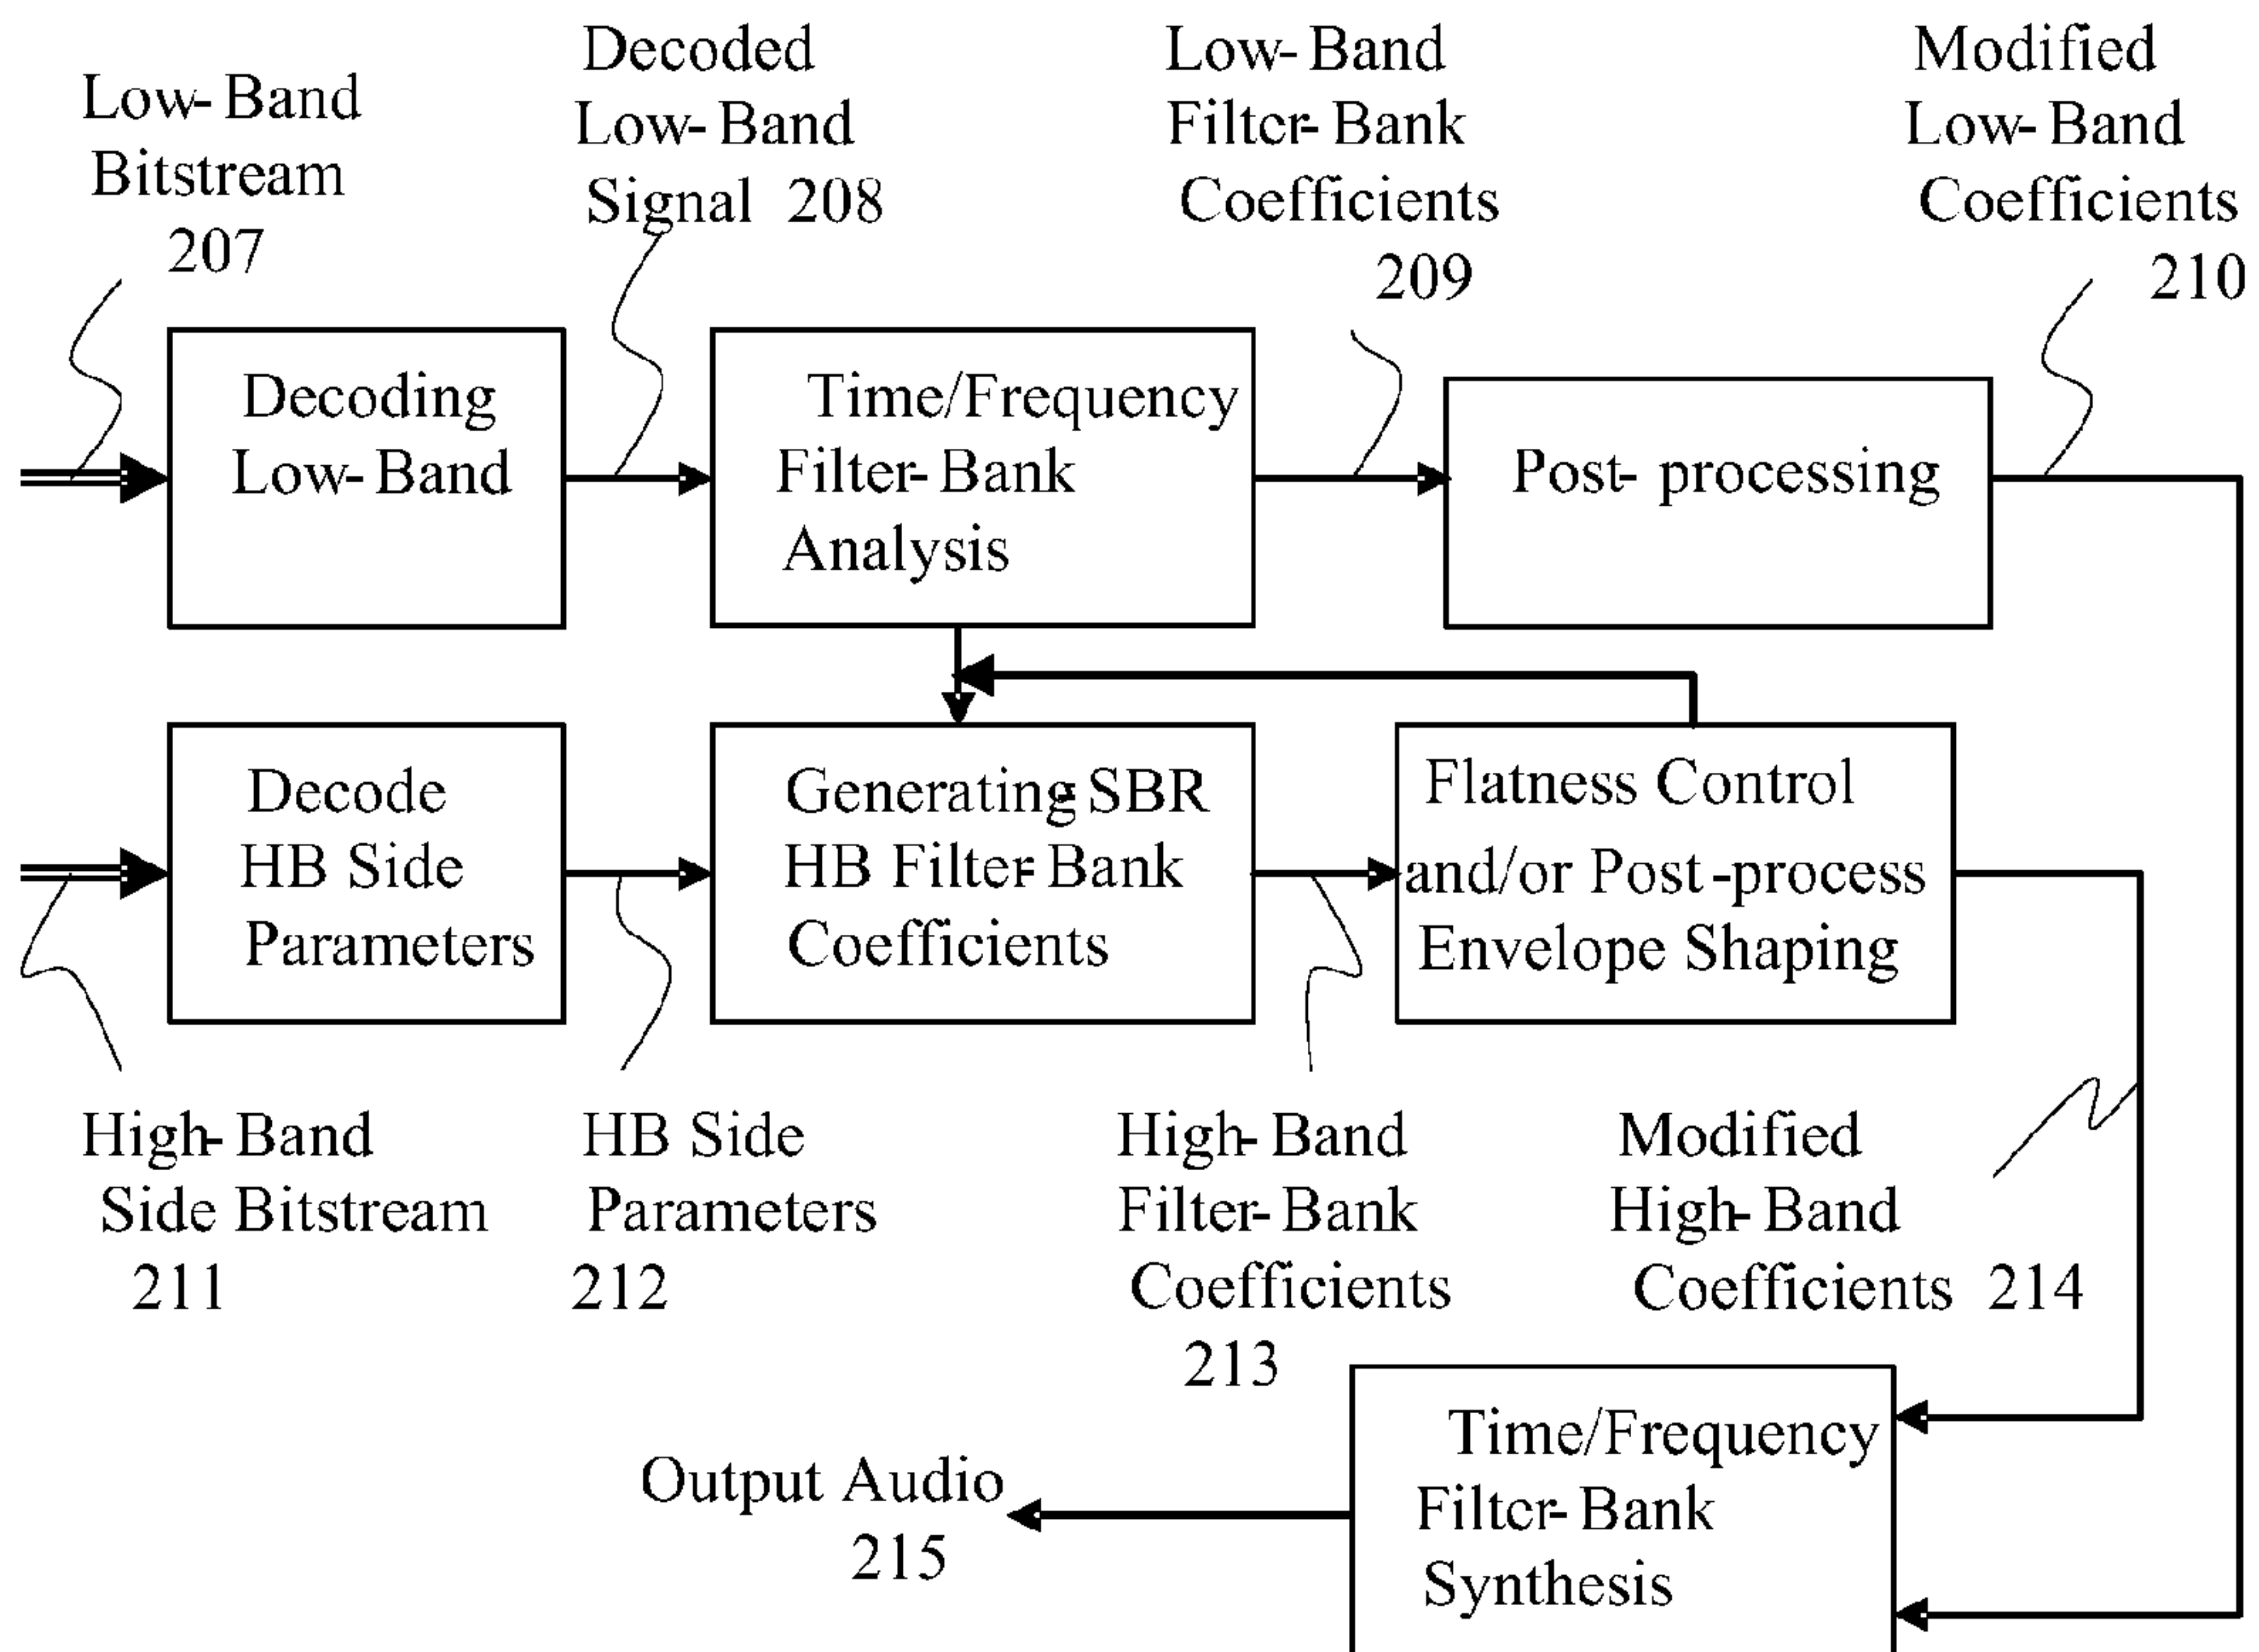 Low-Band
Bitstream
207
Decoded
Low-Band
Signal 208
Low-Band
Filter-Bank
Coefficients
209
Modified
Low-Band
Coefficients
210
Decoding
Low-Band
Time/Frequency
Filter-Bank
Analysis
Post-processing
Decode
HB Side
Parameters
Generating SBR
HB Filter-Bank
Coefficients
Flatness Control
and/or Post-process
Envelope Shaping
High-Band
Side Bitstream
211
HB Side
Parameters
212
High-Band
Filter-Bank
Coefficients
213
Modified
High-Band
Coefficients 214
Output Audio
215
Time/Frequency
Filter-Bank
Synthesis